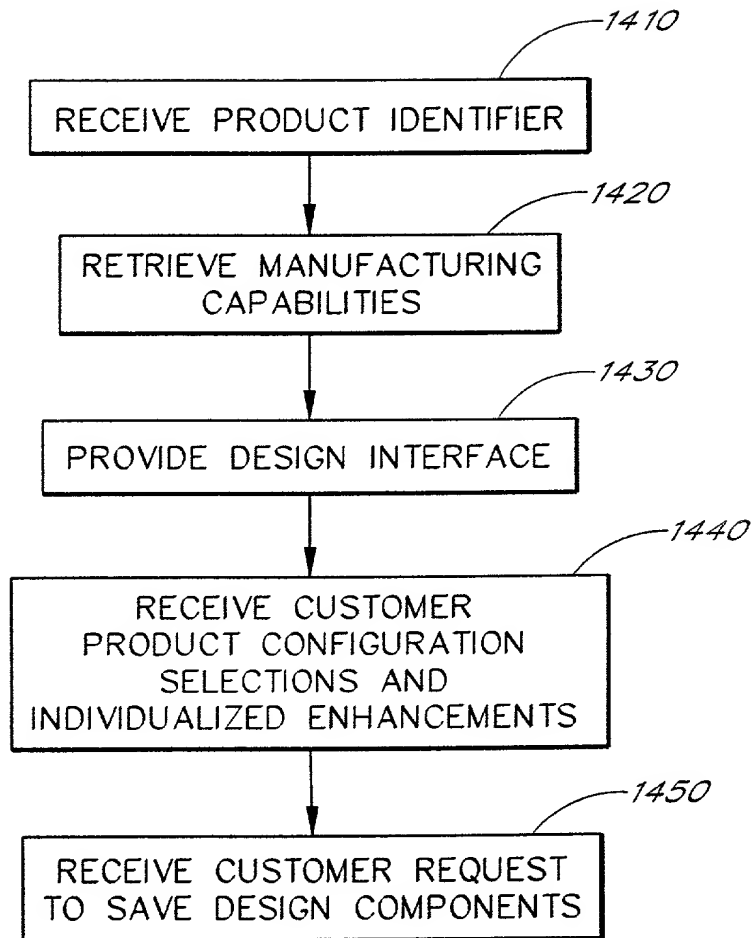 1410
RECEIVE PRODUCT IDENTIFIER
1420
RETRIEVE MANUFACTURING
CAPABILITIES
1430
PROVIDE DESIGN INTERFACE
1440
RECEIVE CUSTOMER
PRODUCT CONFIGURATION
SELECTIONS AND
INDIVIDUALIZED ENHANCEMENTS
1450
RECEIVE CUSTOMER REQUEST
TO SAVE DESIGN COMPONENTS